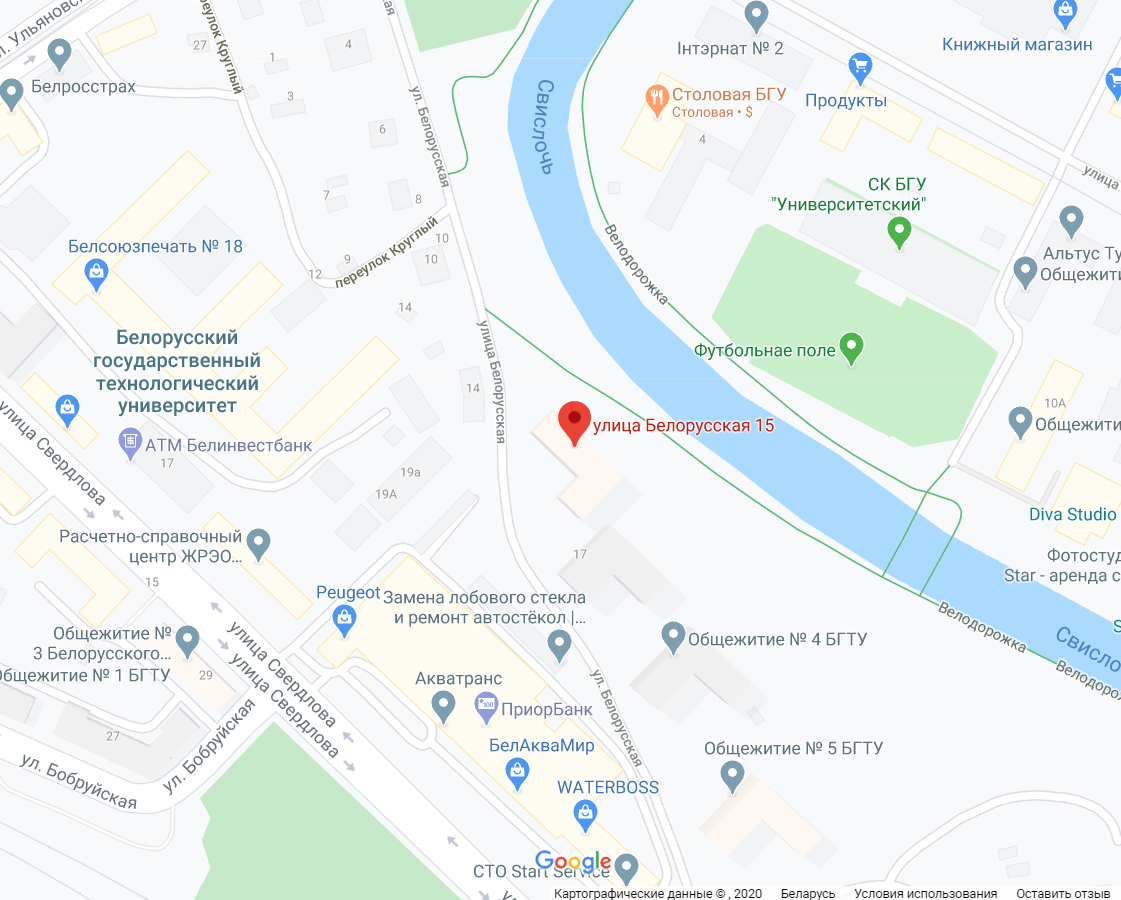 ул. Ульяновск
27
переулок Круглый
1
4
ул. Белорусская
Белросстрах
3
6
Свислочь
Інтэрнат № 2
Книжный магазин
Столовая БГУ
Столовая • $
Продукты
4
улица
7
8
СК БГУ
"Университетский"
10
переулок Круглый
9
10
12
Велодорожка
Альтус Ту
Общежити
Белсоюзпечать № 18
14
Белорусский
государственный
технологический
университет
улица Белорусская
14
Футбольнае поле
10А
Общежити
улица Белорусская 15
улица Свердлова
АТМ Белинвестбанк
17
19а
19А
Diva Studio
Расчетно-справочный
центр ЖРЭО...
15
17
Фотостуд
Star - аренда с
Peugeot
Замена лобового стекла
и ремонт автостёкол |...
Велодорожка
Свисло
Велодорож
Общежитие №
3 Белорусского...
Общежитие № 1 БГТУ
29
улица Свердлова
улица Свердлова
Общежитие № 4 БГТУ
ул. Белорусская
Акватранс
ПриорБанк
27
ул. Бобруйская
ул. Бобруйская
БелАкваМир
Общежитие № 5 БГТУ
WATERBOSS
Google
СТО Start Service
Картографические данные © , 2020 Беларусь Условия использования Оставить отзыв